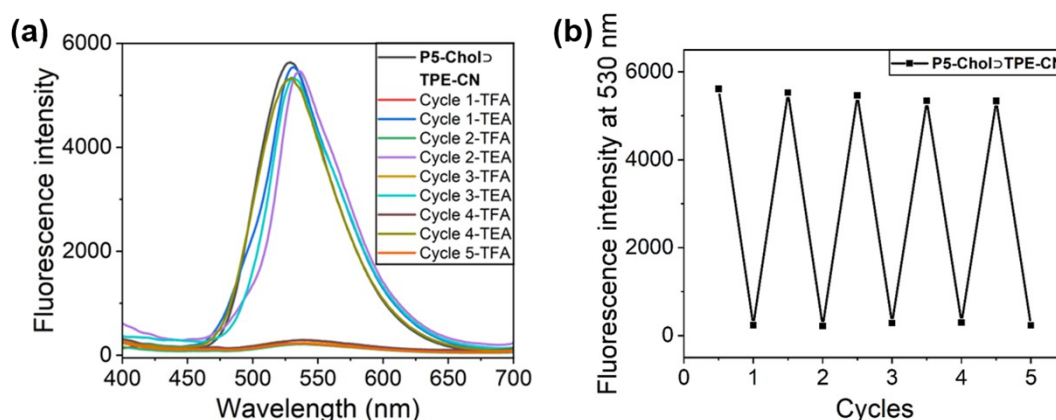 (a)
Fluorescence intensity
6000
4000
2000
0
400
450
500
550
600
650
700
Wavelength (nm)
P5-Chol⊃
TPE-CN
Cycle 1-TFA
Cycle 1-TEA
Cycle 2-TFA
Cycle 2-TEA
Cycle 3-TFA
Cycle 3-TEA
Cycle 4-TFA
Cycle 4-TEA
Cycle 5-TFA
(b)
Fluorescence intensity at 530 nm
6000
4000
2000
0
0
1
2
3
4
5
Cycles
P5-Chol⊃TPE-CN